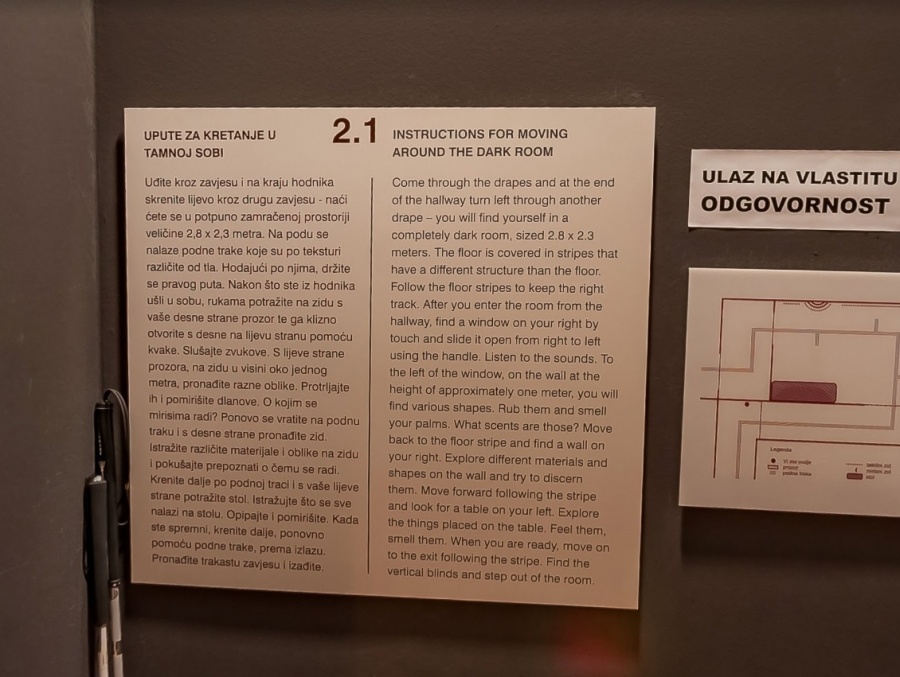 UPUTE ZA KRETANJE U
TAMNOJ SOBI
2.1
INSTRUCTIONS FOR MOVING
AROUND THE DARK ROOM
Uđite kroz zavjesu i na kraju hodnika
skrenite lijevo kroz drugu zavjesu - naći
ćete se u potpuno zamračenoj prostoriji
veličine 2,8 x 2,3 metra. Na podu se
nalaze podne trake koje su po teksturi
različite od tla. Hodajući po njima, držite
se pravog puta. Nakon što ste iz hodnika
ušli u sobu, rukama potražite na zidu s
vaše desne strane prozor te ga klizno
otvorite s desne na lijevu stranu pomoću
kvake. Slušajte zvukove. S lijeve strane
prozora, na zidu u visini oko jednog
metra, pronađite razne oblike. Protrljajte
ih i pomirišite dlanove. O kojim se
mirisima radi? Ponovo se vratite na podnu
traku i s desne strane pronađite zid.
Istražite različite materijale i oblike na zidu
i pokušajte prepoznati o čemu se radi.
Krenite dalje po podnoj traci i s vaše lijeve
strane potražite stol. Istražujte što se sve
nalazi na stolu. Opipajte i pomirišite. Kada
ste spremni, krenite dalje, ponovno
pomoću podne trake, prema izlazu.
Pronađite trakastu zavjesu i izađite.
Come through the drapes and at the end
of the hallway turn left through another
drape – you will find yourself in a
completely dark room, sized 2.8 x 2.3
meters. The floor is covered in stripes that
have a different structure than the floor.
Follow the floor stripes to keep the right
track. After you enter the room from the
hallway, find a window on your right by
touch and slide it open from right to left
using the handle. Listen to the sounds. To
the left of the window, on the wall at the
height of approximately one meter, you will
find various shapes. Rub them and smell
your palms. What scents are those? Move
back to the floor stripe and find a wall on
your right. Explore different materials and
shapes on the wall and try to discern
them. Move forward following the stripe
and look for a table on your left. Explore
the things placed on the table. Feel them,
smell them. When you are ready, move on
to the exit following the stripe. Find the
vertical blinds and step out of the room.
ULAZ NA VLASTITU
ODGOVORNOST
Legenda
Vi ste ovdje